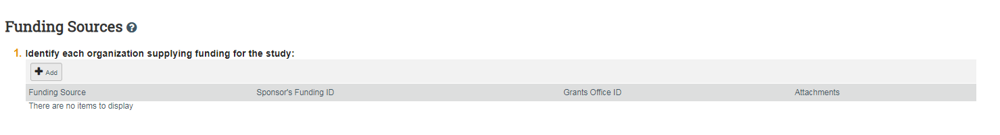 Funding Sources ?
1. Identify each organization supplying funding for the study:
Add
Funding Source Sponsor's Funding ID Grants Office ID Attachments
There are no items to display